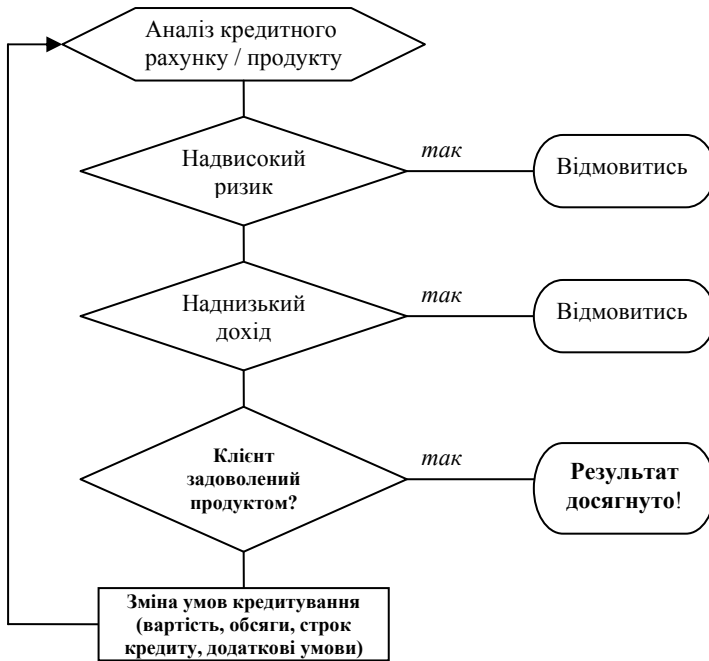 Аналіз кредитного
рахунку / продукту
Надвисокий
ризик
так
Відмовитись
Наднизький
дохід
так
Відмовитись
Клієнт
задоволений
продуктом?
так
Результат
досягнуто!
Зміна умов кредитування
(вартість, обсяги, строк
кредиту, додаткові умови)